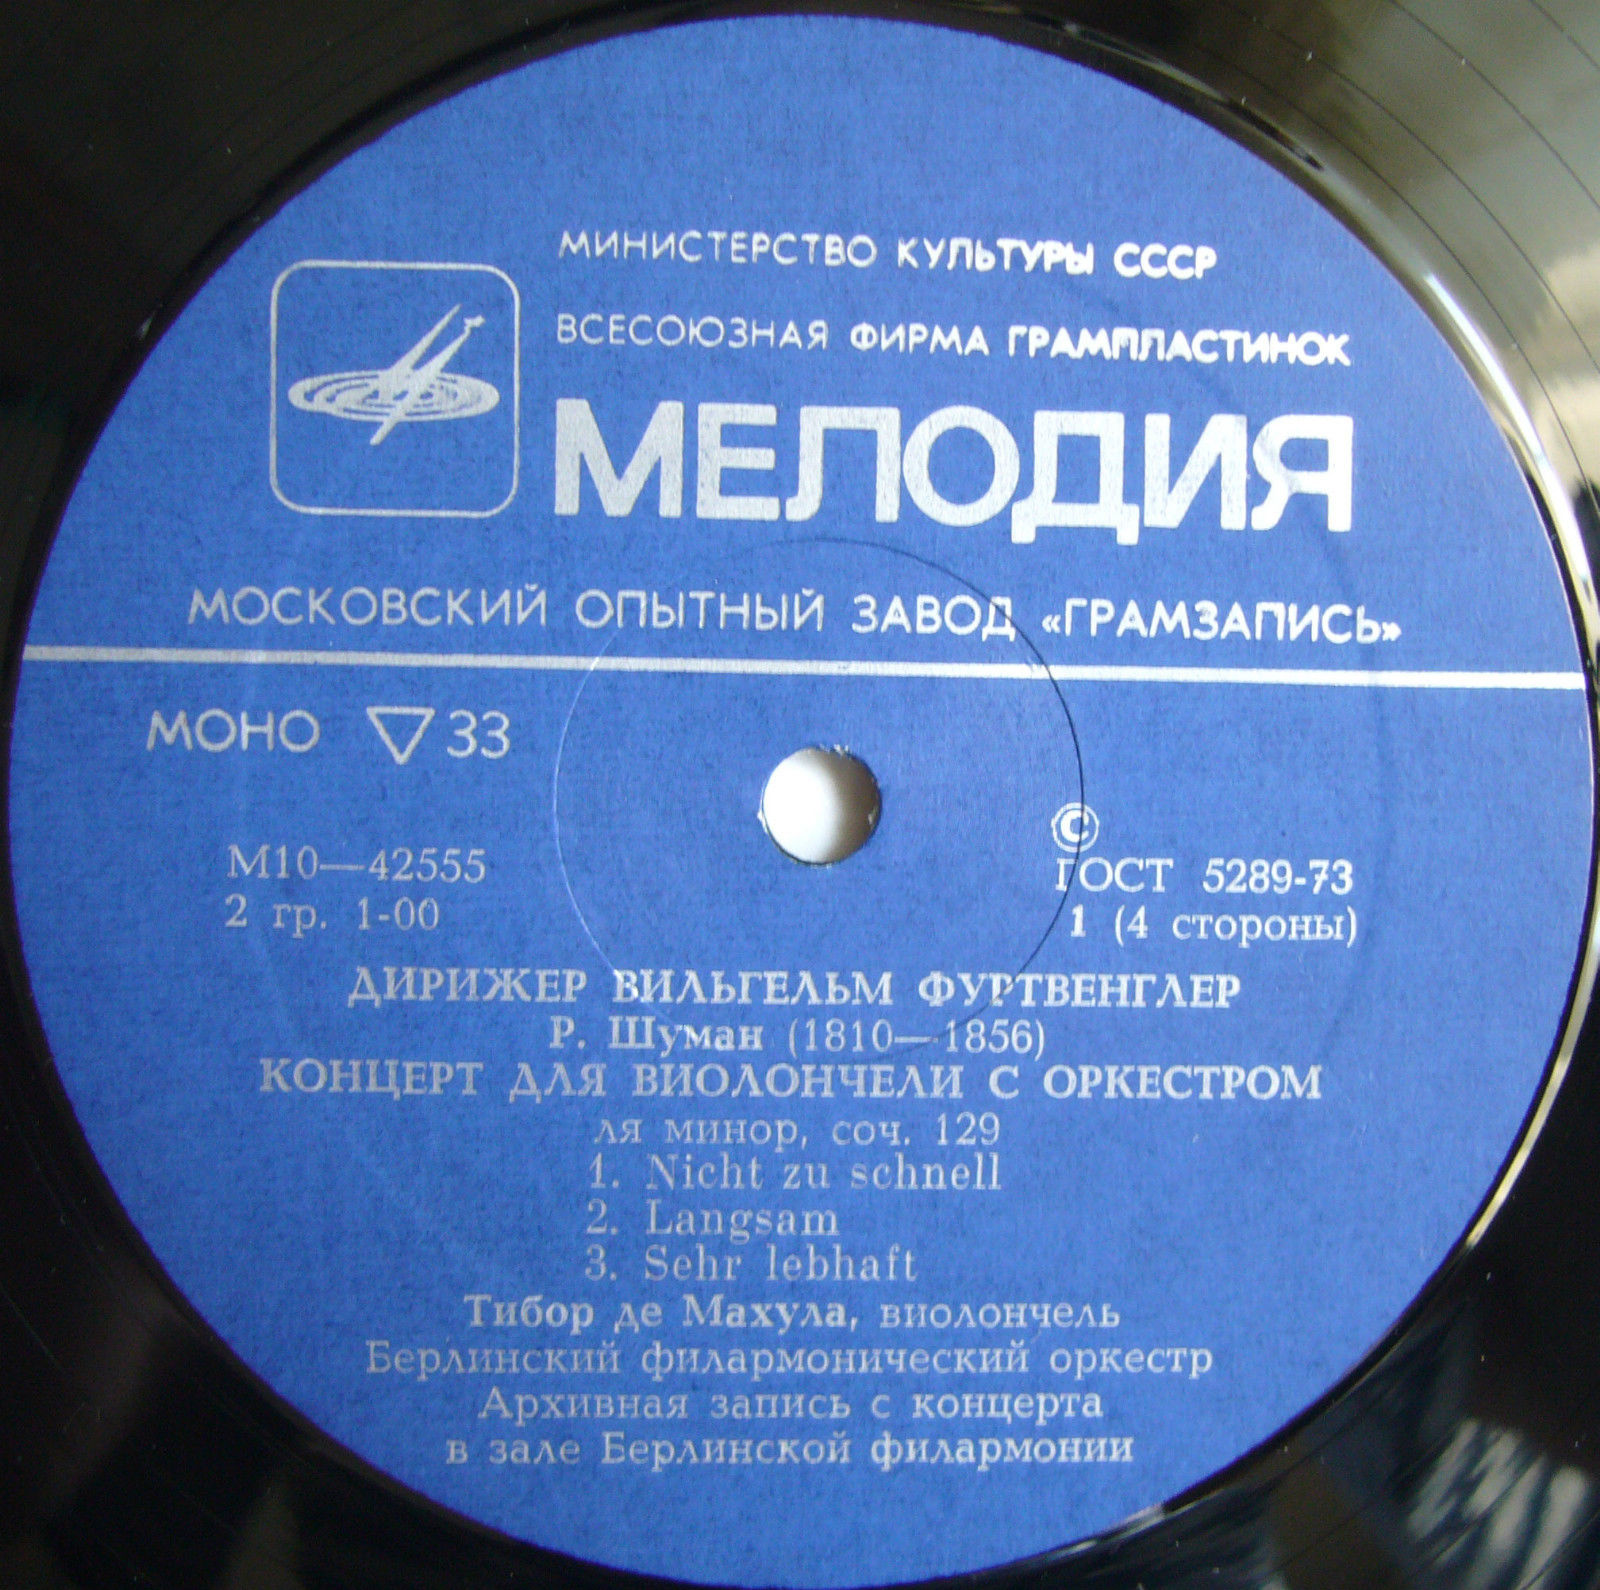 МИНИСТЕРСТВО КУЛЬТУРЫ СССР
ВСЕСОЮЗНАЯ ФИРМА ГРАМПЛАСТИНОК
МЕЛОДИЯ
МОСКОВСКИЙ ОПЫТНЫЙ ЗАВОД «ГРАМЗАПИСЬ»
МОНО ▽ 33
©
М10—42555 ГОСТ 5289-73
2 гр. 1-00 1 (4 стороны)
ДИРИЖЕР ВИЛЬГЕЛЬМ ФУРТВЕНГЛЕР
Р. Шуман (1810—1856)
КОНЦЕРТ ДЛЯ ВИОЛОНЧЕЛИ С ОРКЕСТРОМ
ля минор, соч. 129
1. Nicht zu schnell
2. Langsam
3. Sehr lebhaft
Тибор де Махула, виолончель
Берлинский филармонический оркестр
Архивная запись с концерта
в зале Берлинской филармонии